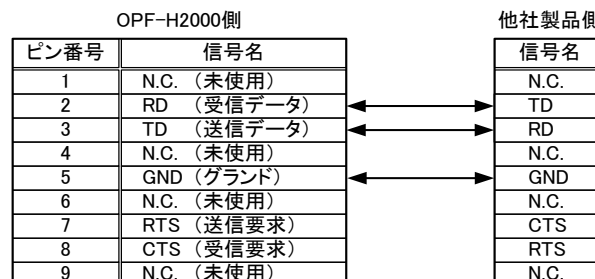 OPF-H2000側 他社製品側
ピン番号 信号名 信号名
1 N.C. (未使用) N.C.
2 RD (受信データ) TD
3 TD (送信データ) RD
4 N.C. (未使用) N.C.
5 GND (グランド) GND
6 N.C. (未使用) N.C.
7 RTS (送信要求) CTS
8 CTS (受信要求) RTS
9 N.C. (未使用) N.C.